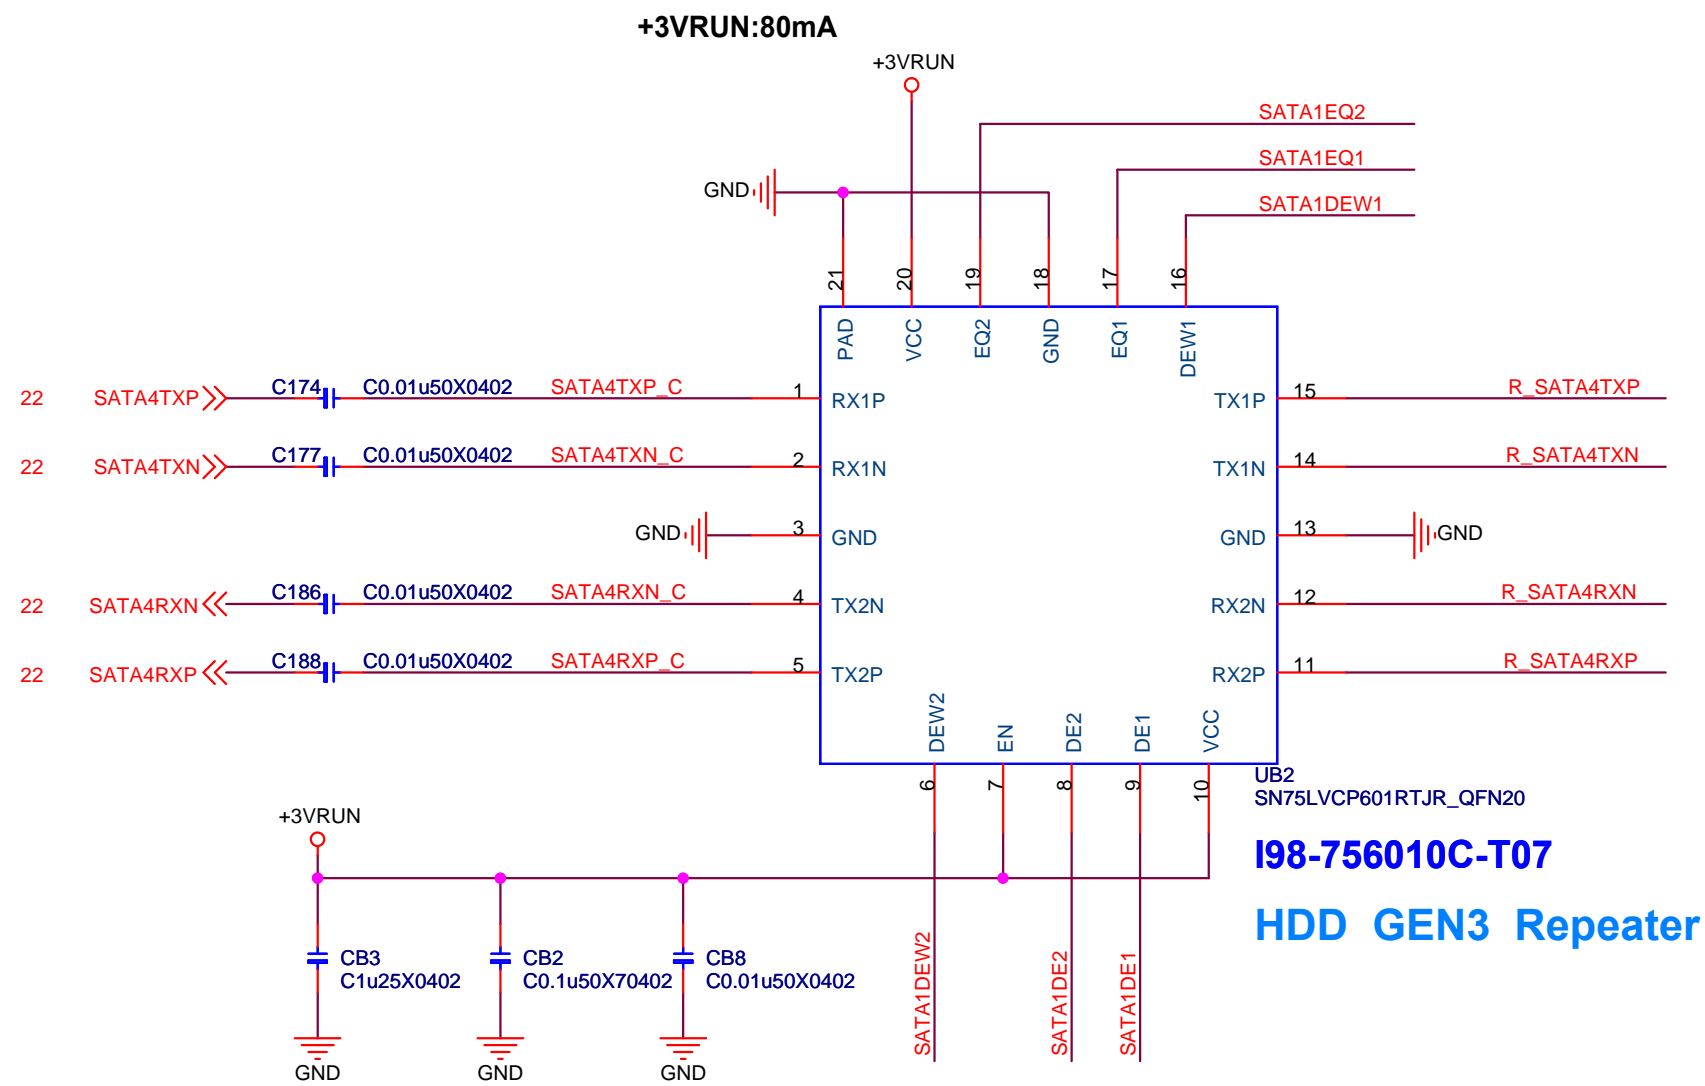 +3VRUN:80mA
+3VRUN
SATA1EQ2
SATA1EQ1
SATA1DEW1
GND
21
20
19
18
17
16
PAD
VCC
EQ2
GND
EQ1
DEW1
22 SATA4TXP C174 C0.01u50X0402 SATA4TXP_C 1 RX1P TX1P 15 R_SATA4TXP
22 SATA4TXN C177 C0.01u50X0402 SATA4TXN_C 2 RX1N TX1N 14 R_SATA4TXN
GND 3 GND GND 13 GND
22 SATA4RXN C186 C0.01u50X0402 SATA4RXN_C 4 TX2N RX2N 12 R_SATA4RXN
22 SATA4RXP C188 C0.01u50X0402 SATA4RXP_C 5 TX2P RX2P 11 R_SATA4RXP
DEW2
EN
DE2
DE1
VCC
6
7
8
9
10
UB2
SN75LVCP601RTJR_QFN20
+3VRUN
I98-756010C-T07
HDD GEN3 Repeater
CB3
C1u25X0402
CB2
C0.1u50X70402
CB8
C0.01u50X0402
SATA1DEW2
SATA1DE2
SATA1DE1
GND
GND
GND